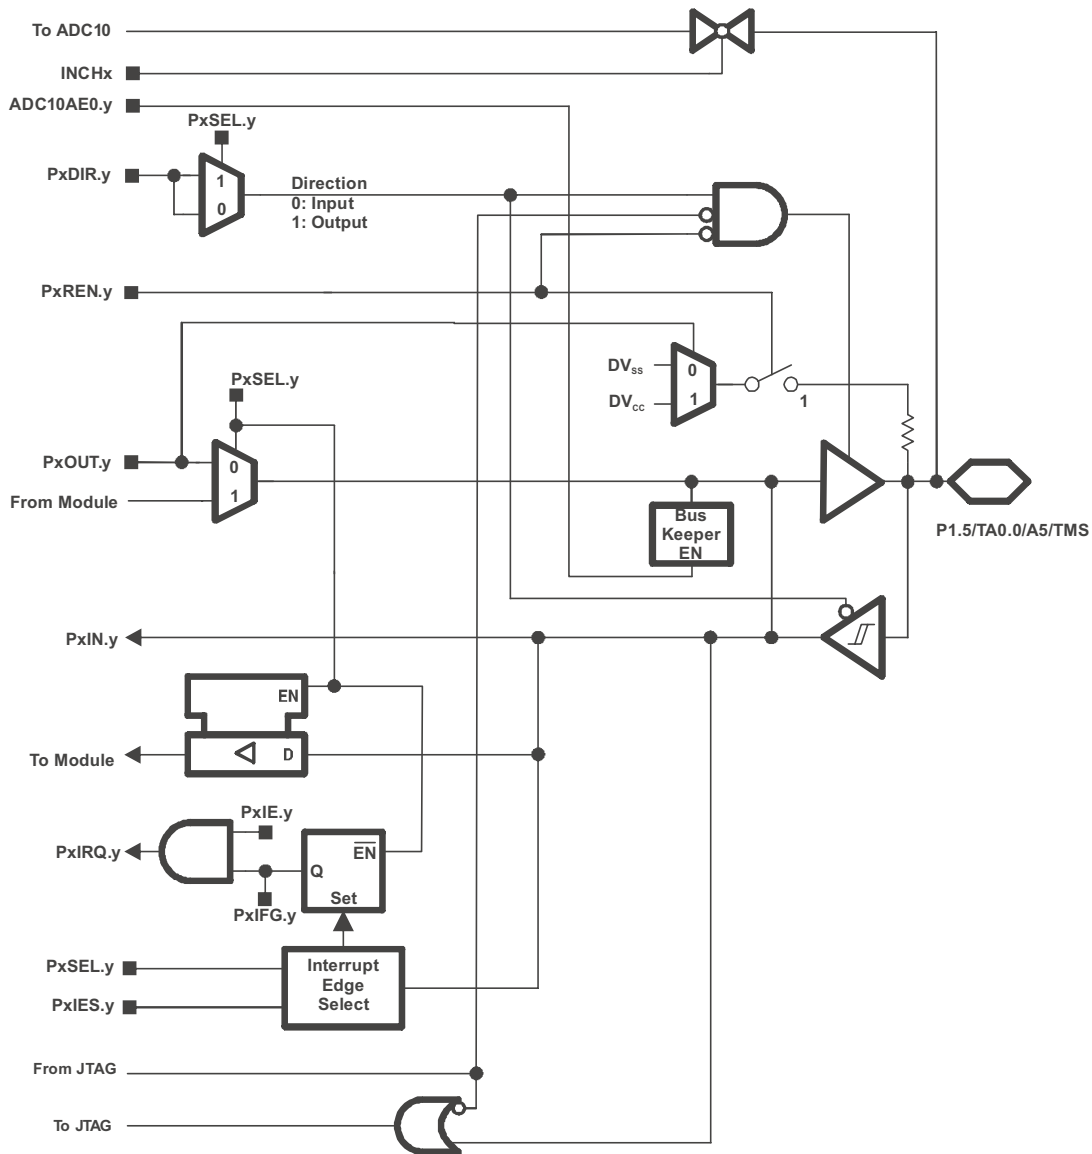 To ADC10
INCHx
ADC10AE0.y
PxSEL.y
PxDIR.y
1
0
Direction
0: Input
1: Output
PxREN.y
DVSS
0
DVCC
1
1
PxSEL.y
PxOUT.y
0
From Module
1
Bus
Keeper
EN
P1.5/TA0.0/A5/TMS
PxIN.y
EN
To Module
D
PxIE.y
PxIRQ.y
EN
Q
Set
PxIFG.y
PxSEL.y
PxIES.y
Interrupt
Edge
Select
From JTAG
To JTAG